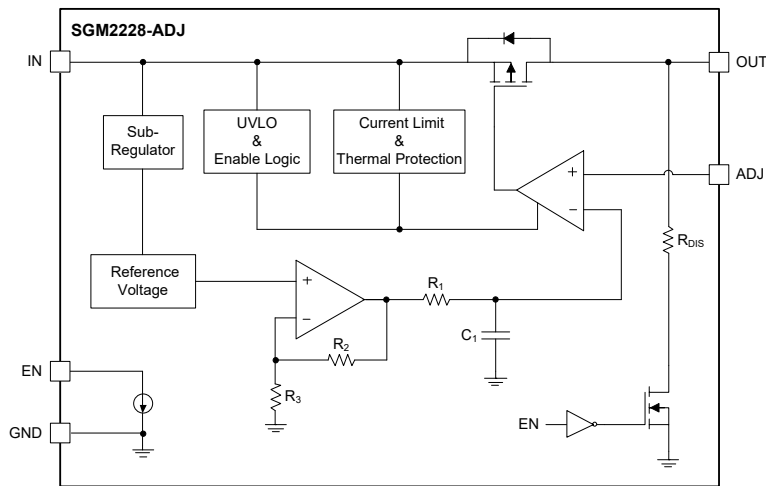 SGM2228-ADJ
IN
OUT
Sub-
Regulator
UVLO
&
Enable Logic
Current Limit
&
Thermal Protection
+
−
ADJ
RDIS
Reference
Voltage
+
−
R1
R2
R3
C1
EN
GND
EN